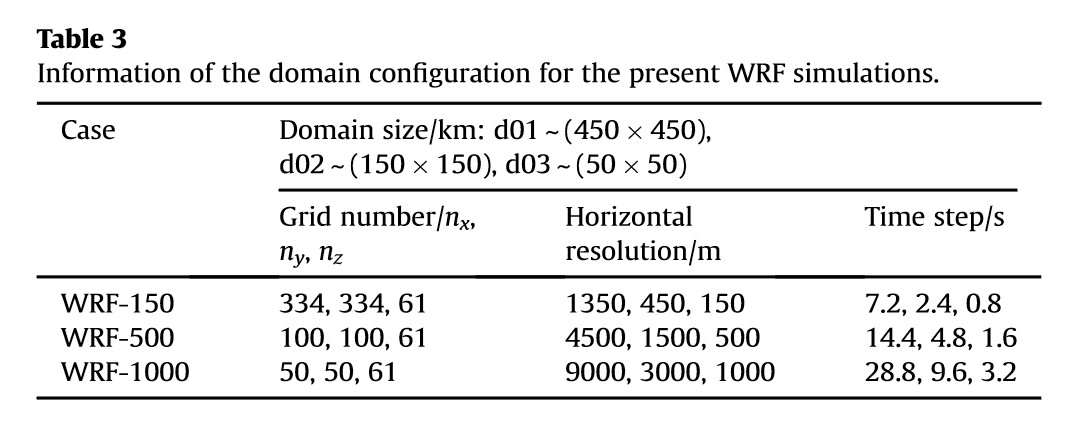 Table 3
Information of the domain configuration for the present WRF simulations.
Case
Domain size/km: d01 ~ (450 × 450),
d02 ~ (150 × 150), d03 ~ (50 × 50)
Grid number/nx,
ny, nz
Horizontal
resolution/m
Time step/s
WRF-150 334, 334, 61 1350, 450, 150 7.2, 2.4, 0.8
WRF-500 100, 100, 61 4500, 1500, 500 14.4, 4.8, 1.6
WRF-1000 50, 50, 61 9000, 3000, 1000 28.8, 9.6, 3.2